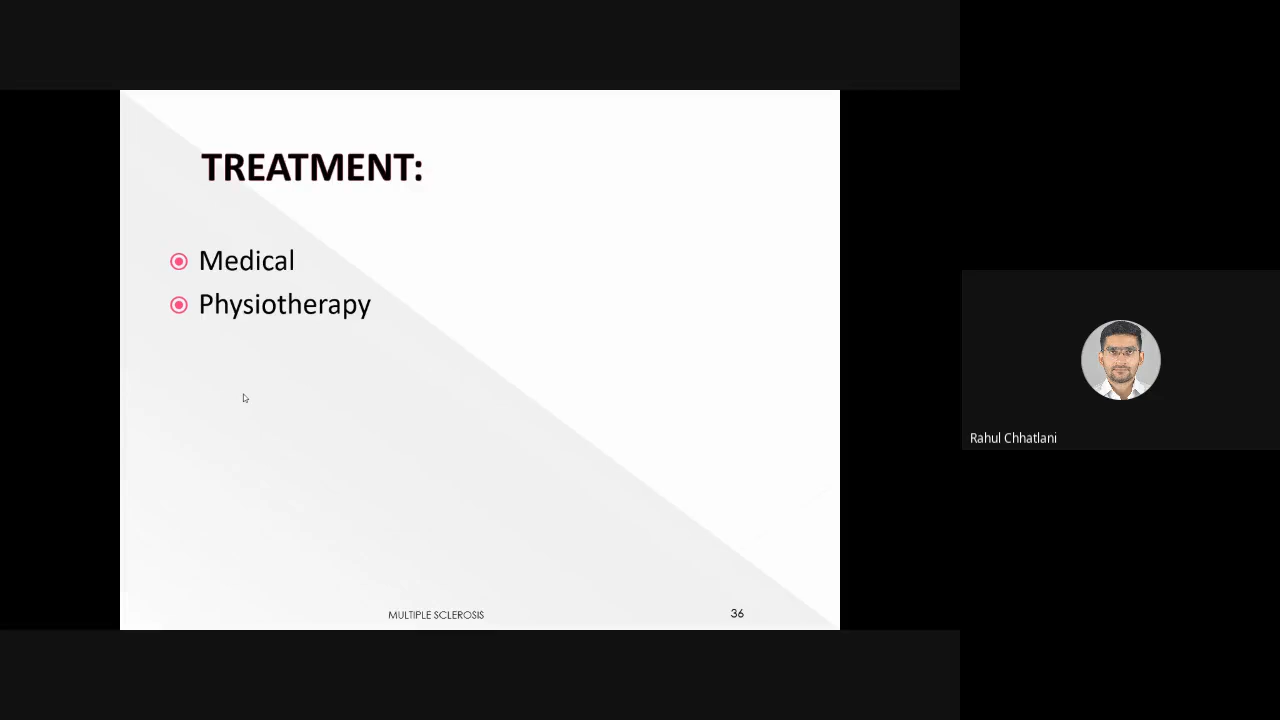 TREATMENT:
Medical
Physiotherapy
MULTIPLE SCLEROSIS
36
Rahul Chhatlani